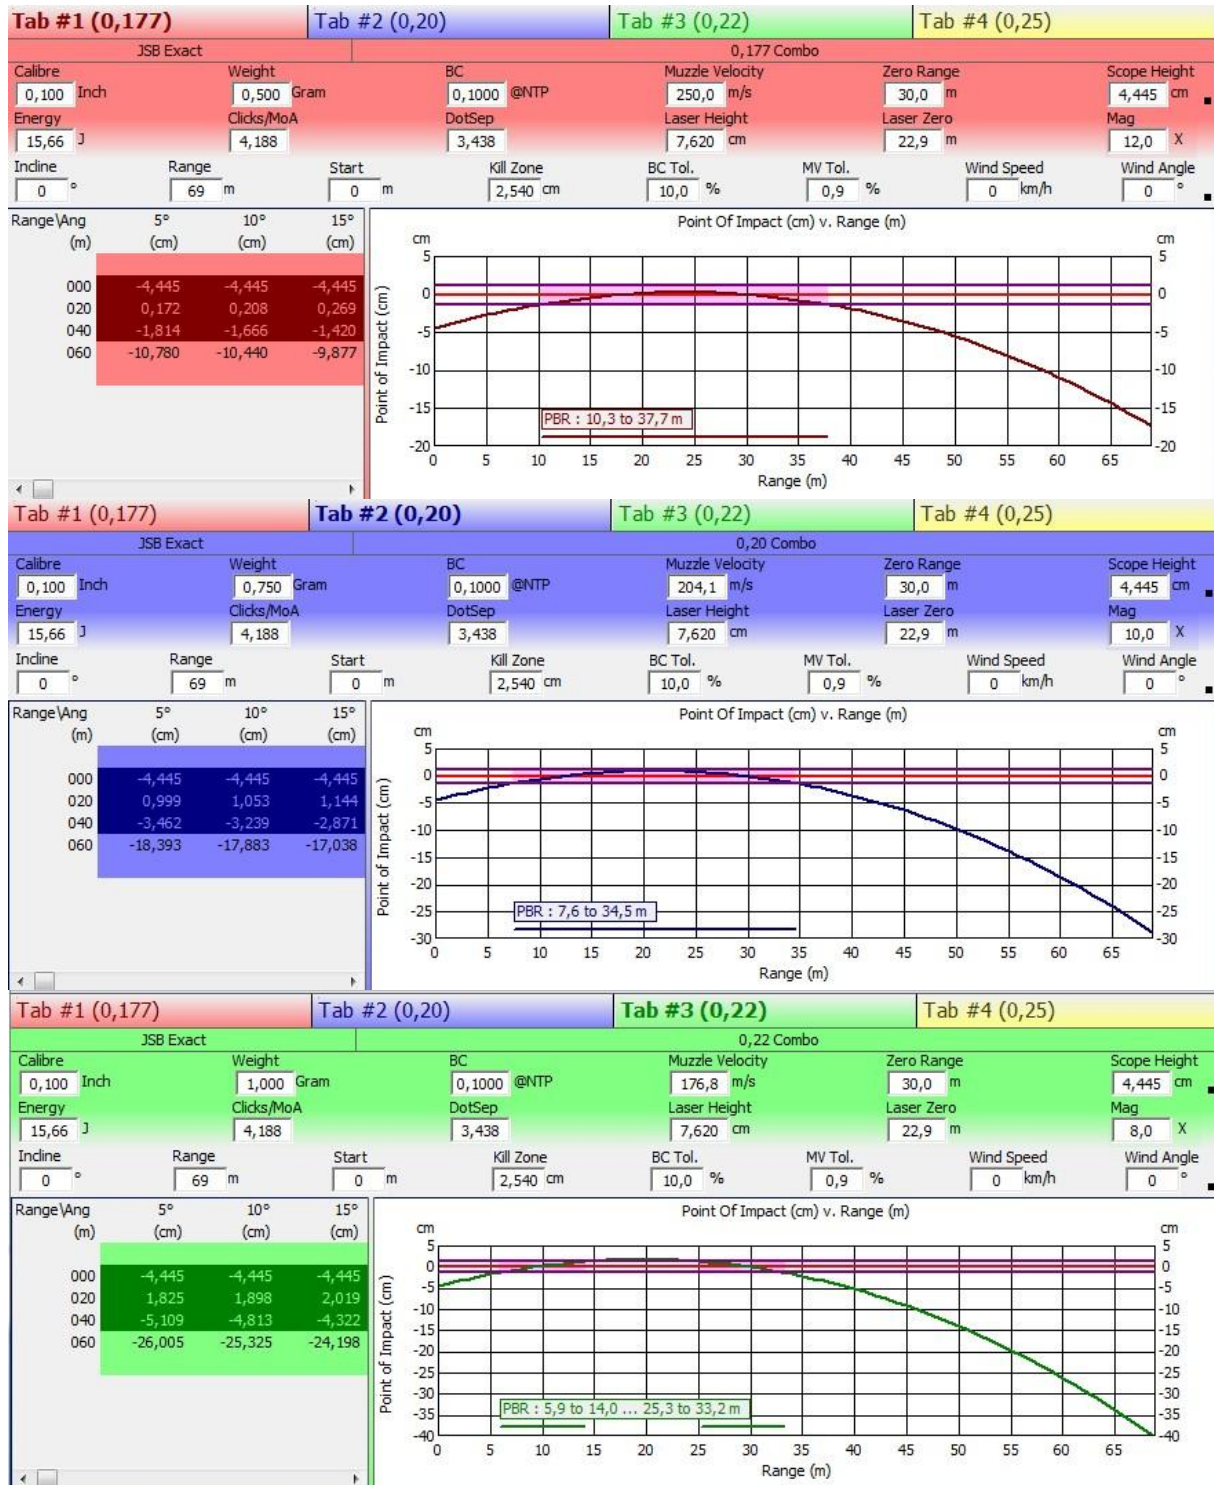 Tab #1 (0,177) Tab #2 (0,20) Tab #3 (0,22) Tab #4 (0,25)
JSB Exact 0,177 Combo
Calibre Weight BC Muzzle Velocity Zero Range Scope Height
0,100 Inch 0,500 Gram 0,1000 @NTP 250,0 m/s 30,0 m 4,445 cm
Energy Clicks/MoA DotSep Laser Height Laser Zero Mag
15,66 J 4,188 3,438 7,620 cm 22,9 m 12,0 X
Incline Range Start Kill Zone BC Tol. MV Tol. Wind Speed Wind Angle
0 ° 69 m 0 m 2,540 cm 10,0 % 0,9 % 0 km/h 0 °
Range\Ang 5° 10° 15°
(m) (cm) (cm) (cm)
000 -4,445 -4,445 -4,445
020 0,172 0,208 0,269
040 -1,814 -1,666 -1,420
060 -10,780 -10,440 -9,877
Point Of Impact (cm) v. Range (m)
cm cm
5 5
0 0
-5 -5
-10 -10
-15 -15
-20 -20
Point of Impact (cm)
PBR : 10,3 to 37,7 m
0 5 10 15 20 25 30 35 40 45 50 55 60 65
Range (m)
Tab #1 (0,177) Tab #2 (0,20) Tab #3 (0,22) Tab #4 (0,25)
JSB Exact 0,20 Combo
Calibre Weight BC Muzzle Velocity Zero Range Scope Height
0,100 Inch 0,750 Gram 0,1000 @NTP 204,1 m/s 30,0 m 4,445 cm
Energy Clicks/MoA DotSep Laser Height Laser Zero Mag
15,66 J 4,188 3,438 7,620 cm 22,9 m 10,0 X
Incline Range Start Kill Zone BC Tol. MV Tol. Wind Speed Wind Angle
0 ° 69 m 0 m 2,540 cm 10,0 % 0,9 % 0 km/h 0 °
Range\Ang 5° 10° 15°
(m) (cm) (cm) (cm)
000 -4,445 -4,445 -4,445
020 0,999 1,053 1,144
040 -3,462 -3,239 -2,871
060 -18,393 -17,883 -17,038
Point Of Impact (cm) v. Range (m)
cm cm
5 5
0 0
-5 -5
-10 -10
-15 -15
-20 -20
-25 -25
-30 -30
Point of Impact (cm)
PBR : 7,6 to 34,5 m
0 5 10 15 20 25 30 35 40 45 50 55 60 65
Range (m)
Tab #1 (0,177) Tab #2 (0,20) Tab #3 (0,22) Tab #4 (0,25)
JSB Exact 0,22 Combo
Calibre Weight BC Muzzle Velocity Zero Range Scope Height
0,100 Inch 1,000 Gram 0,1000 @NTP 176,8 m/s 30,0 m 4,445 cm
Energy Clicks/MoA DotSep Laser Height Laser Zero Mag
15,66 J 4,188 3,438 7,620 cm 22,9 m 8,0 X
Incline Range Start Kill Zone BC Tol. MV Tol. Wind Speed Wind Angle
0 ° 69 m 0 m 2,540 cm 10,0 % 0,9 % 0 km/h 0 °
Range\Ang 5° 10° 15°
(m) (cm) (cm) (cm)
000 -4,445 -4,445 -4,445
020 1,825 1,898 2,019
040 -5,109 -4,813 -4,322
060 -26,005 -25,325 -24,198
Point Of Impact (cm) v. Range (m)
cm cm
5 5
0 0
-5 -5
-10 -10
-15 -15
-20 -20
-25 -25
-30 -30
-35 -35
-40 -40
Point of Impact (cm)
PBR : 5,9 to 14,0 ... 25,3 to 33,2 m
0 5 10 15 20 25 30 35 40 45 50 55 60 65
Range (m)